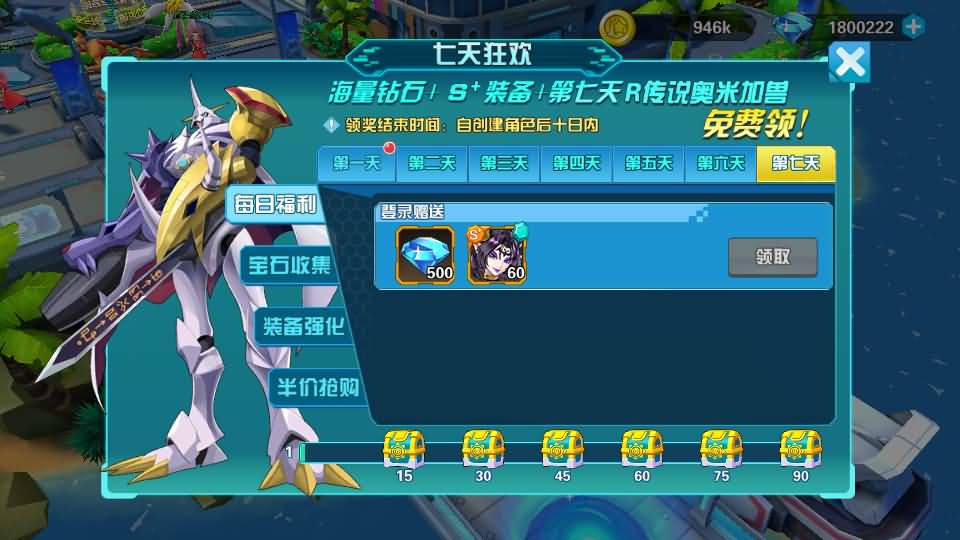 946k
1800222
七天狂欢
海量钻石+S⁺装备+第七天R传说奥米加兽
领奖结束时间：自创建角色后十日内
免费领！
第一天
第二天
第三天
第四天
第五天
第六天
第七天
每日福利
宝石收集
装备强化
半价抢购
登录赠送
500
S⁺
60
领取
1
15
30
45
60
75
90